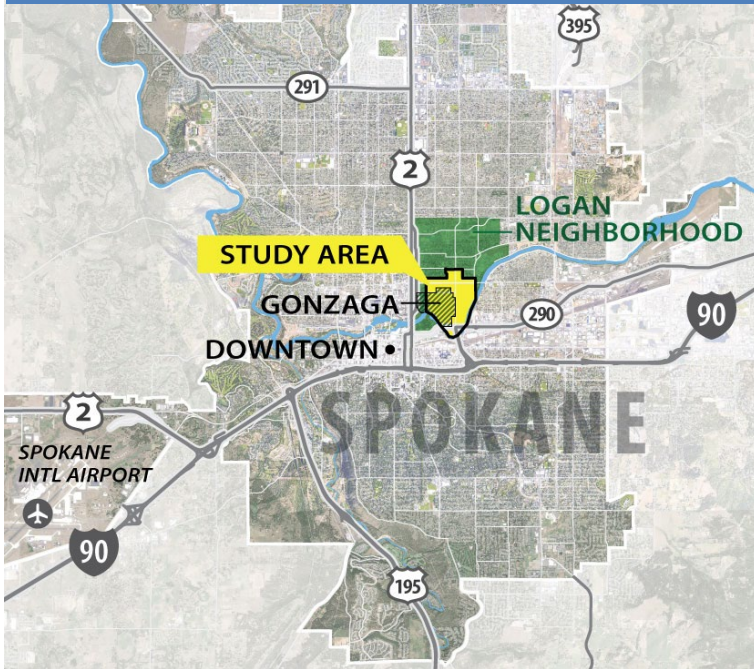 395
291
2
LOGAN
NEIGHBORHOOD
STUDY AREA
GONZAGA
290
90
DOWNTOWN
2
SPOKANE
SPOKANE
INTL AIRPORT
90
195